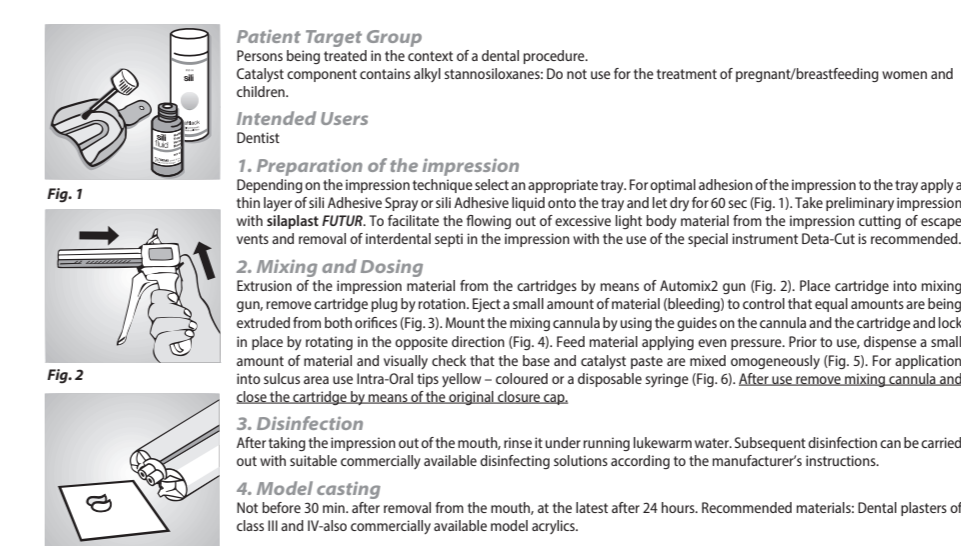 Patient Target Group
Persons being treated in the context of a dental procedure.
Catalyst component contains alkyl stannosiloxanes: Do not use for the treatment of pregnant/breastfeeding women and
children.
Intended Users
Dentist
1. Preparation of the impression
Depending on the impression technique select an appropriate tray. For optimal adhesion of the impression to the tray apply a
thin layer of sili Adhesive Spray or sili Adhesive liquid onto the tray and let dry for 60 sec (Fig. 1). Take preliminary impression
with silaplast FUTUR. To facilitate the flowing out of excessive light body material from the impression cutting of escape
vents and removal of interdental septi in the impression with the use of the special instrument Deta-Cut is recommended.
2. Mixing and Dosing
Extrusion of the impression material from the cartridges by means of Automix2 gun (Fig. 2). Place cartridge into mixing
gun, remove cartridge plug by rotation. Eject a small amount of material (bleeding) to control that equal amounts are being
extruded from both orifices (Fig. 3). Mount the mixing cannula by using the guides on the cannula and the cartridge and lock
in place by rotating in the opposite direction (Fig. 4). Feed material applying even pressure. Prior to use, dispense a small
amount of material and visually check that the base and catalyst paste are mixed omogeneously (Fig. 5). For application
into sulcus area use Intra-Oral tips yellow – coloured or a disposable syringe (Fig. 6). After use remove mixing cannula and
close the cartridge by means of the original closure cap.
3. Disinfection
After taking the impression out of the mouth, rinse it under running lukewarm water. Subsequent disinfection can be carried
out with suitable commercially available disinfecting solutions according to the manufacturer's instructions.
4. Model casting
Not before 30 min. after removal from the mouth, at the latest after 24 hours. Recommended materials: Dental plasters of
class III and IV-also commercially available model acrylics.
sili
sili
fluid
Fig. 1
Fig. 2